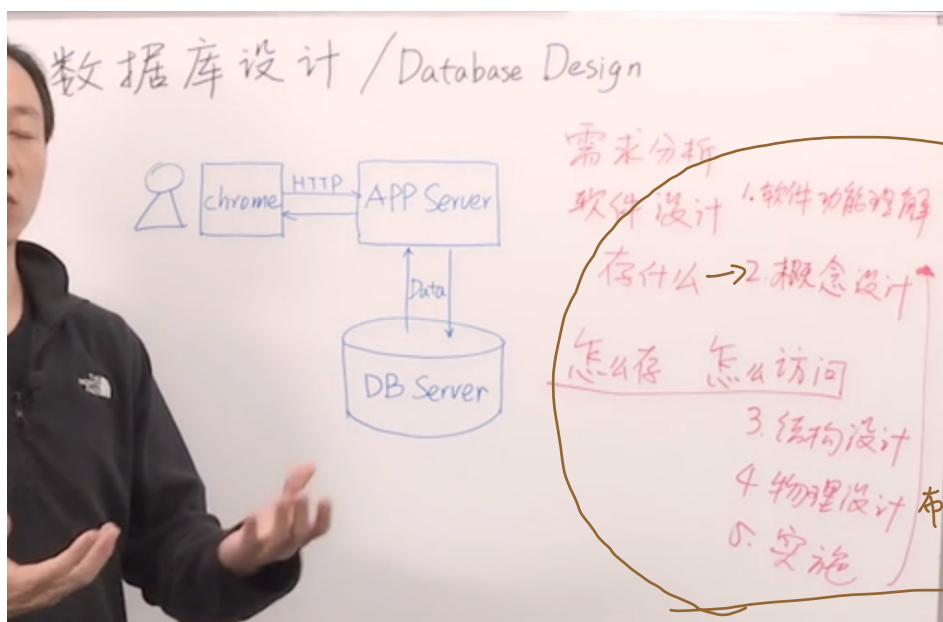 数据库设计 / Database Design
chrome
HTTP
APP Server
Data
DB Server
需求分析
软件设计
1.软件功能理解
存什么 → 2.概念设计
怎么存 怎么访问
3.结构设计
4 物理设计
5.实施
布